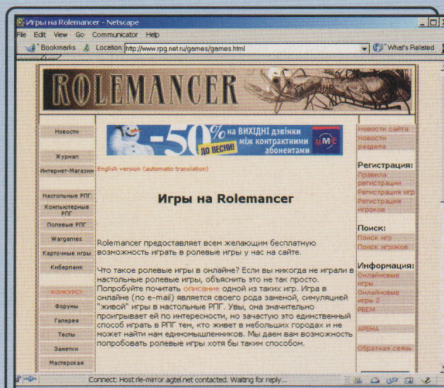 Игры на Rolemancer - Netscape
File Edit View Go Communicator Help
Bookmarks Location: http://www.rpg.net.ru/games/games.html What's Related
ROLEMANCER
-50% на ВИХІДНІ дзвінки
між контрактними
абонентами
ДО ВЕСНИ!
UMC
English version (automatic translation)
Новости
Журнал
Интернет-Магазин
Настольные РПГ
Компьютерные
РПГ
Полевые РПГ
Wargames
Карточные игры
Киберпанк
КОНКУРС!
Форумы
Галерея
Тесты
Заметки
Мастерская
Игры на Rolemancer
Rolemancer предоставляет всем желающим бесплатную
возможность играть в ролевые игры у нас на сайте.
Что такое ролевые игры в онлайне? Если вы никогда не играли в
настольные ролевые игры, объяснить это не так просто.
Попробуйте почитать описание одной из таких игр. Игра в
онлайне (по e-mail) является своего рода заменой, симуляцией
"живой" игры в настольные РПГ. Увы, она значительно
проигрывает ей по интересности, но зачастую это единственный
способ играть в РПГ тем, кто живет в небольших городах и не
может найти там единомышленников. Мы даем вам возможность
попробовать ролевые игры хотя бы таким способом.
Новости сайта
Новости
раздела
Регистрация:
Правила
регистрации
Регистрация игр
Регистрация
игроков
Поиск:
Поиск игр
Поиск игроков
Информация:
Онлайновые
игры
Онлайновые
игры 2
PBEM
АРЕНА
Обратная связь
Connect: Host rle-mirror.agtel.net contacted. Waiting for reply...